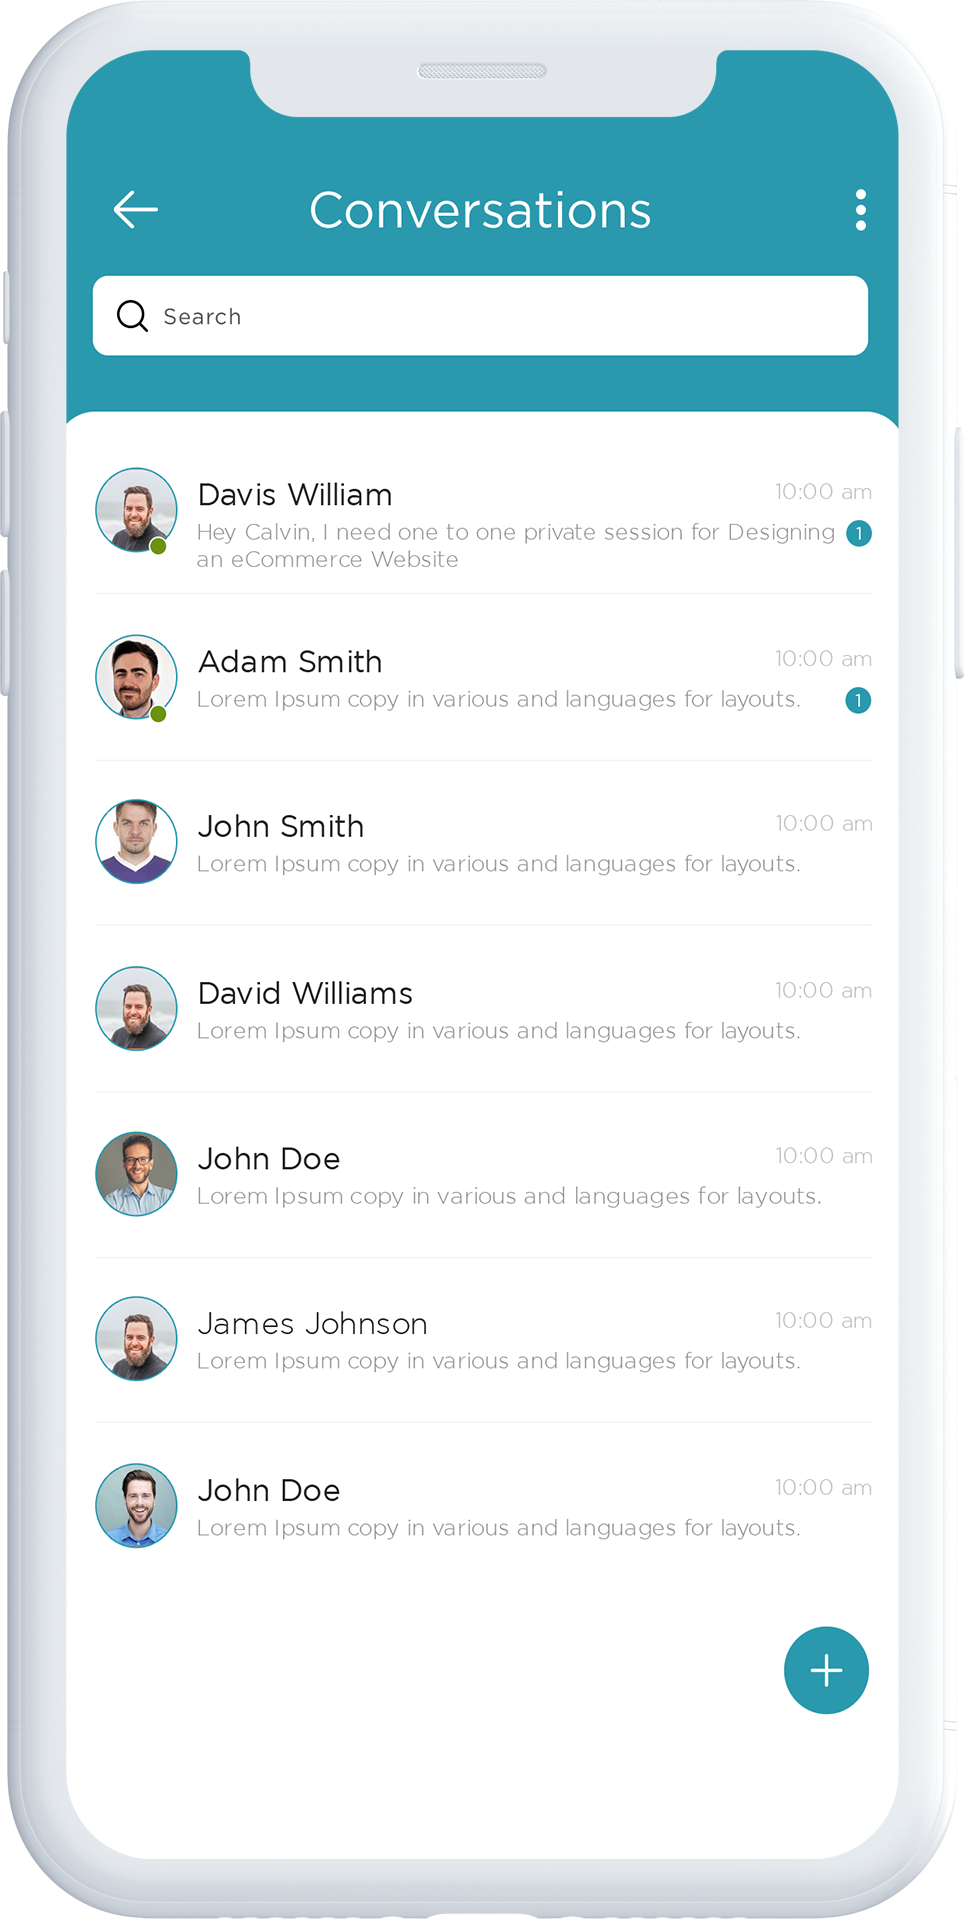 Conversations
Search
Davis William
10:00 am
Hey Calvin, I need one to one private session for Designing
1
an eCommerce Website
Adam Smith
10:00 am
Lorem Ipsum copy in various and languages for layouts.
1
John Smith
10:00 am
Lorem Ipsum copy in various and languages for layouts.
David Williams
10:00 am
Lorem Ipsum copy in various and languages for layouts.
John Doe
10:00 am
Lorem Ipsum copy in various and languages for layouts.
James Johnson
10:00 am
Lorem Ipsum copy in various and languages for layouts.
John Doe
10:00 am
Lorem Ipsum copy in various and languages for layouts.